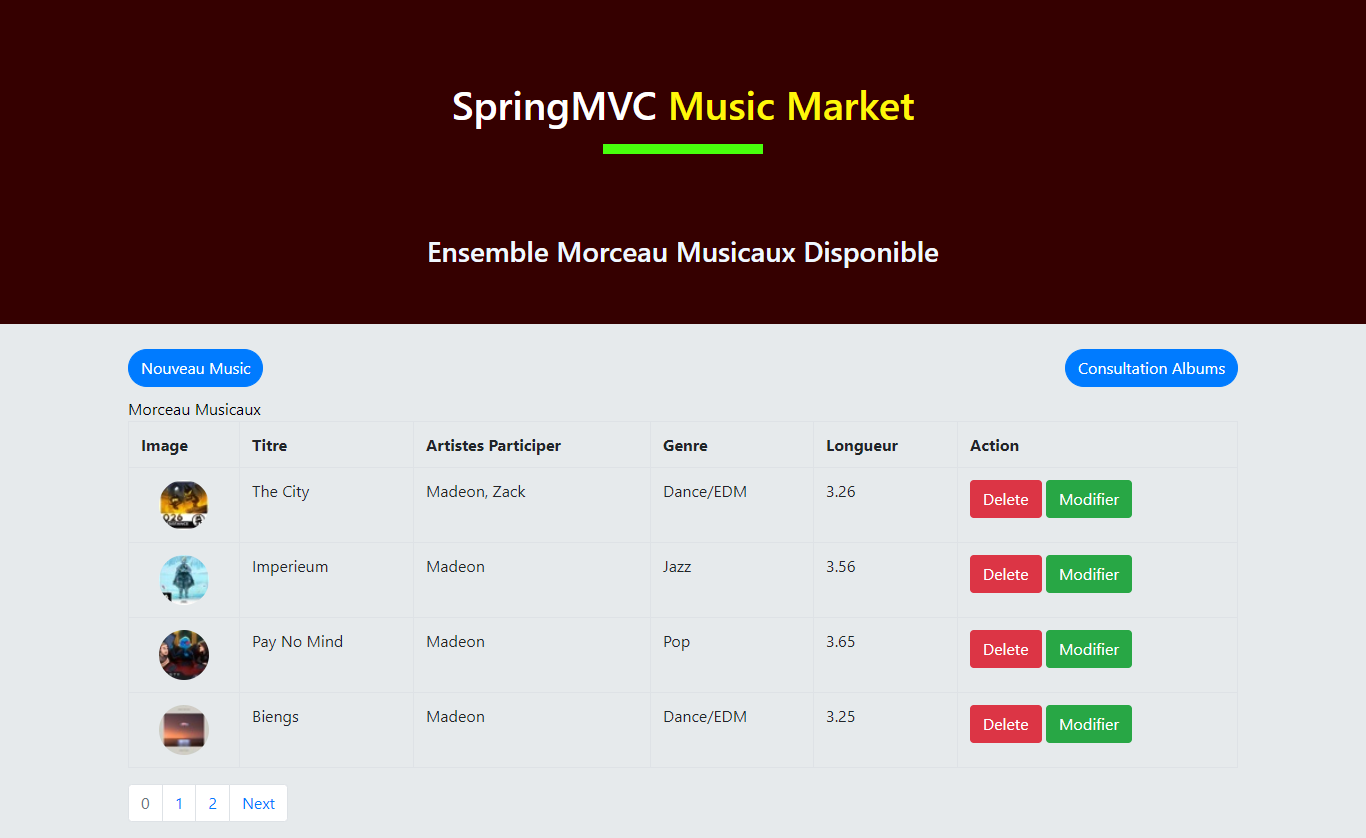 SpringMVC Music Market
Ensemble Morceau Musicaux Disponible
Nouveau Music Consultation Albums
Morceau Musicaux
Image Titre Artistes Participer Genre Longueur Action
The City Madeon, Zack Dance/EDM 3.26 Delete Modifier
Imperieum Madeon Jazz 3.56 Delete Modifier
Pay No Mind Madeon Pop 3.65 Delete Modifier
Biengs Madeon Dance/EDM 3.25 Delete Modifier
0 1 2 Next